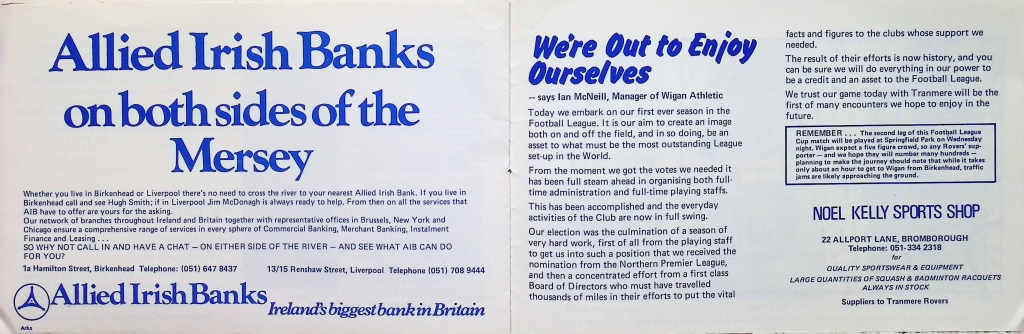 Allied Irish Banks
on both sides of the
Mersey
Whether you live in Birkenhead or Liverpool there's no need to cross the river to your nearest Allied Irish Bank. If you live in
Birkenhead call and see Hugh Smith; if in Liverpool Jim McDonagh is always ready to help. From then on all the services that
AIB have to offer are yours for the asking.
Our network of branches throughout Ireland and Britain together with representative offices in Brussels, New York and
Chicago ensure a comprehensive range of services in every sphere of Commercial Banking, Merchant Banking, Instalment
Finance and Leasing . . .
SO WHY NOT CALL IN AND HAVE A CHAT — ON EITHER SIDE OF THE RIVER — AND SEE WHAT AIB CAN DO
FOR YOU?
1a Hamilton Street, Birkenhead Telephone: (051) 647 8437 13/15 Renshaw Street, Liverpool Telephone (051) 708 9444
Allied Irish Banks Ireland's biggest bank in Britain
Arks
We're Out to Enjoy
Ourselves
— says Ian McNeill, Manager of Wigan Athletic
Today we embark on our first ever season in the
Football League. It is our aim to create an image
both on and off the field, and in so doing, be an
asset to what must be the most outstanding League
set-up in the World.
From the moment we got the votes we needed it
has been full steam ahead in organising both full-
time administration and full-time playing staffs.
This has been accomplished and the everyday
activities of the Club are now in full swing.
Our election was the culmination of a season of
very hard work, first of all from the playing staff
to get us into such a position that we received the
nomination from the Northern Premier League,
and then a concentrated effort from a first class
Board of Directors who must have travelled
thousands of miles in their efforts to put the vital
facts and figures to the clubs whose support we
needed.
The result of their efforts is now history, and you
can be sure we will do everything in our power to
be a credit and an asset to the Football League.
We trust our game today with Tranmere will be the
first of many encounters we hope to enjoy in the
future.
REMEMBER . . . The second leg of this Football League
Cup match will be played at Springfield Park on Wednesday
night. Wigan expect a five figure crowd, so any Rovers' sup-
porter — and we hope they will number many hundreds —
planning to make the journey should note that while it takes
only about an hour to get to Wigan from Birkenhead, traffic
jams are likely approaching the ground.
NOEL KELLY SPORTS SHOP
22 ALLPORT LANE, BROMBOROUGH
Telephone: 051-334 2318
for
QUALITY SPORTSWEAR & EQUIPMENT
LARGE QUANTITIES OF SQUASH & BADMINTON RACQUETS
ALWAYS IN STOCK
Suppliers to Tranmere Rovers